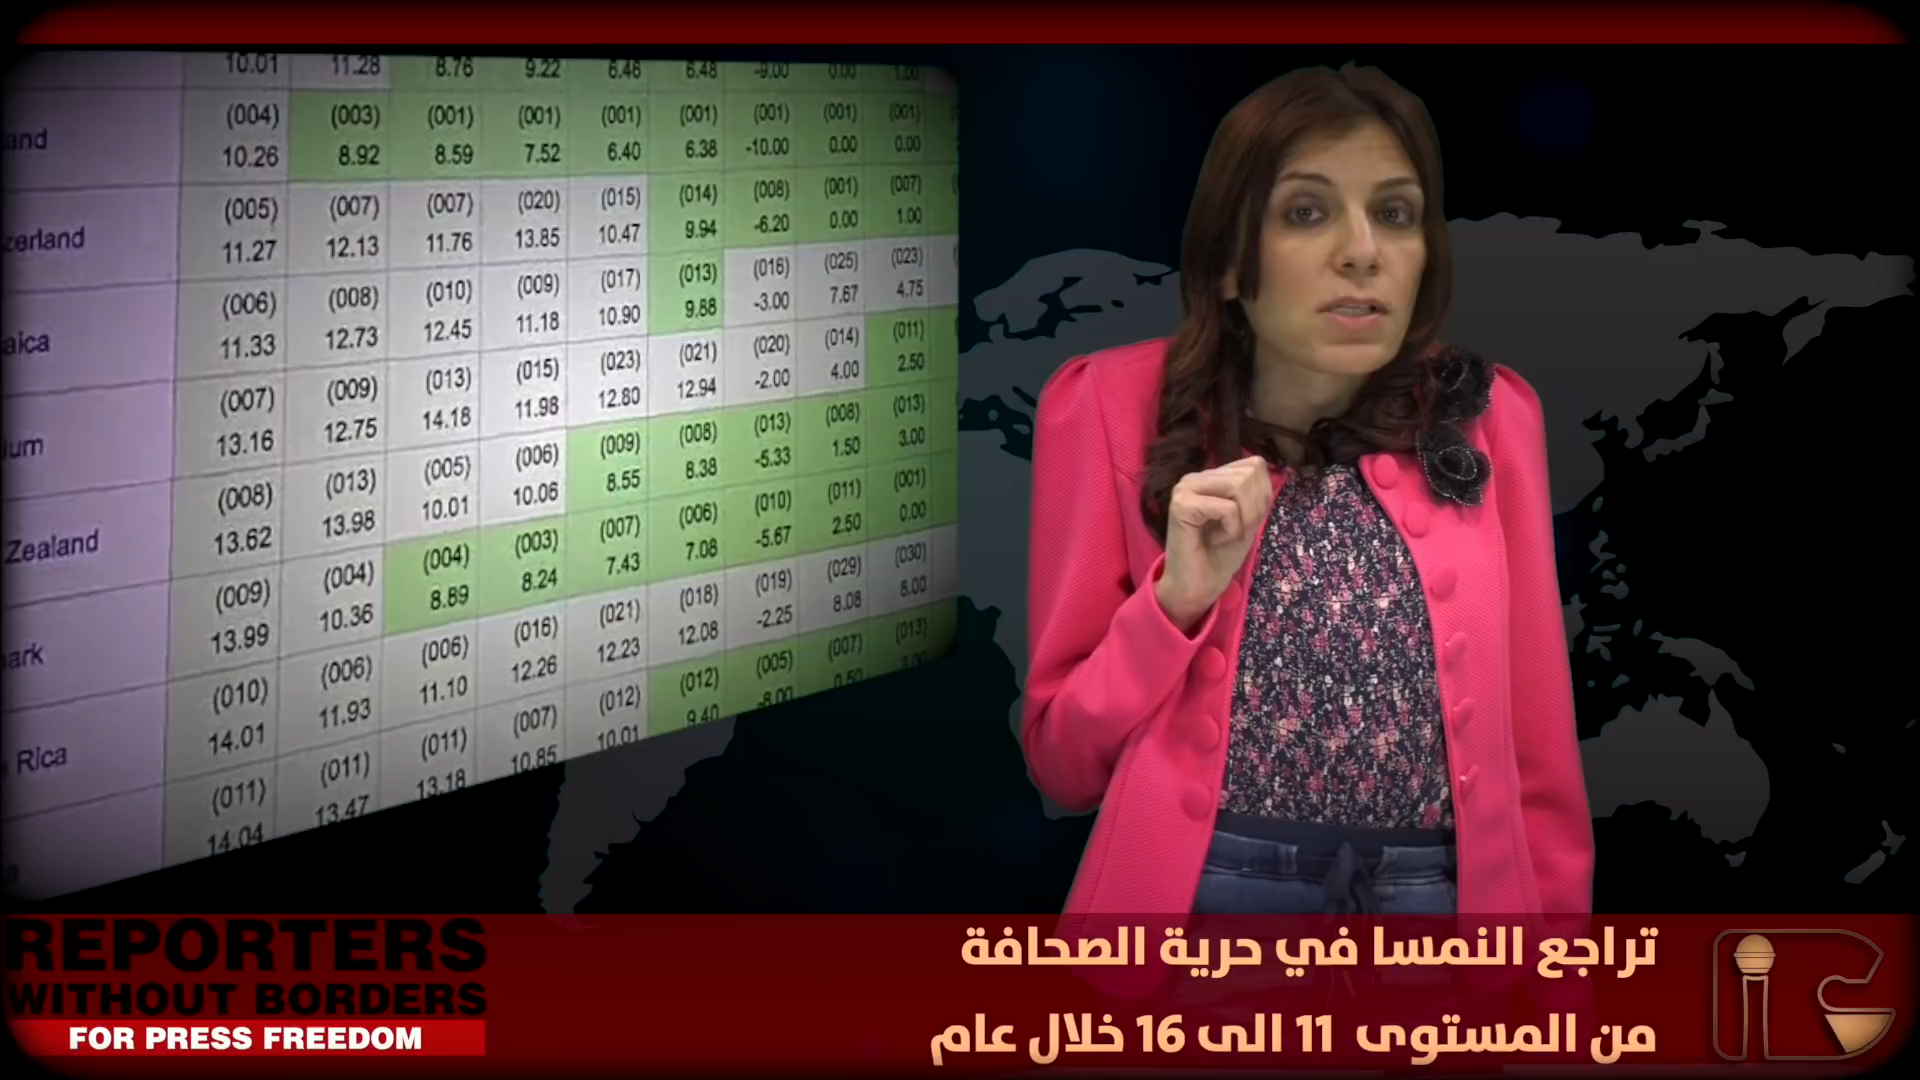 10.01 11.28 8.76 9.22 6.46 6.48 -9.00 0.00 1.00
(004) (003) (001) (001) (001) (001) (001) (001) (001)
and 10.26 8.92 8.59 7.52 6.40 6.38 -10.00 0.00 0.00
(005) (007) (007) (020) (015) (014) (008) (001) (007)
zerland 11.27 12.13 11.76 13.85 10.47 9.94 -6.20 0.00 1.00
(006) (008) (010) (009) (017) (013) (016) (025) (023)
aica 11.33 12.73 12.45 11.18 10.90 9.88 -3.00 7.67 4.75
(007) (009) (013) (015) (023) (021) (020) (014) (011)
ium 13.16 12.75 14.18 11.98 12.80 12.94 -2.00 4.00 2.50
(008) (013) (005) (006) (009) (008) (013) (008) (013)
Zealand 13.62 13.98 10.01 10.06 8.55 8.38 -5.33 1.50 3.00
(009) (004) (004) (003) (007) (006) (010) (011) (001)
ark 13.99 10.36 8.89 8.24 7.43 7.08 -5.67 2.50 0.00
(010) (006) (006) (016) (021) (018) (019) (029) (030)
Rica 14.01 11.93 11.10 12.26 12.23 12.08 -2.25 8.08 8.00
(011) (011) (011) (007) (012) (012) (005) (007) (013)
14.04 13.47 13.18 10.85 10.01 9.40 -8.00 0.50 3.00
تراجع النمسا في حرية الصحافة
من المستوى 11 الى 16 خلال عام
REPORTERS
WITHOUT BORDERS
FOR PRESS FREEDOM